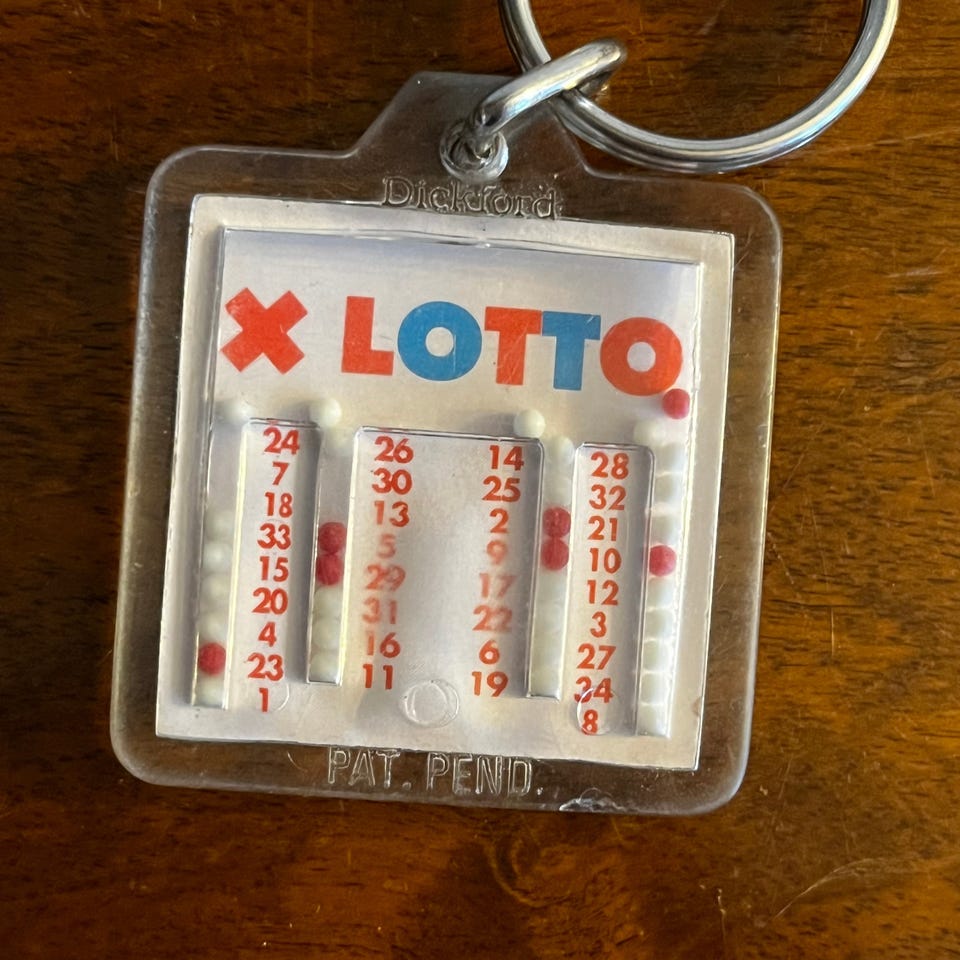 Dickford
X LOTTO
24 26 14 28
7 30 25 32
18 13 2 21
33 5 9 10
15 29 17 12
20 31 22 3
4 16 6 27
23 11 19 34
1 8
PAT. PEND.